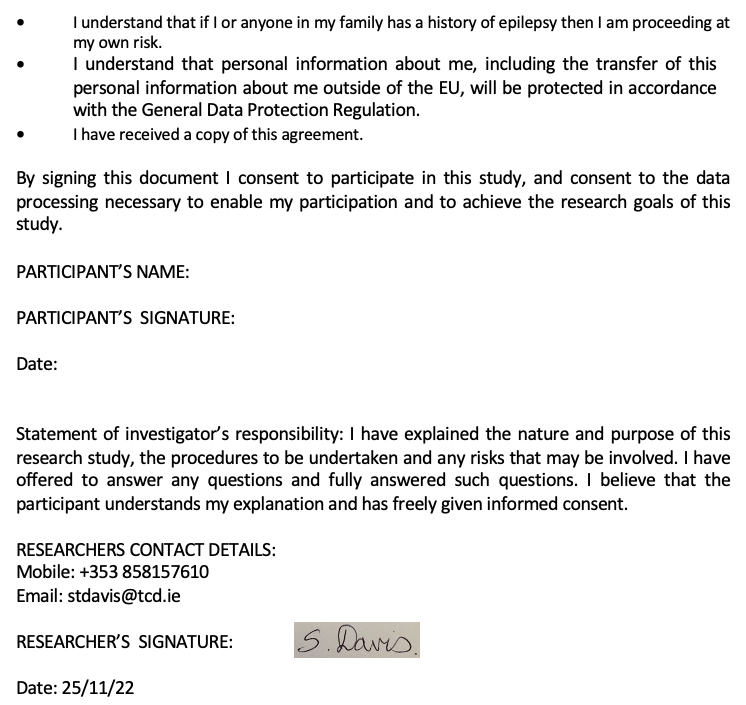 • I understand that if I or anyone in my family has a history of epilepsy then I am proceeding at
my own risk.
• I understand that personal information about me, including the transfer of this
personal information about me outside of the EU, will be protected in accordance
with the General Data Protection Regulation.
• I have received a copy of this agreement.
By signing this document I consent to participate in this study, and consent to the data
processing necessary to enable my participation and to achieve the research goals of this
study.
PARTICIPANT’S NAME:
PARTICIPANT’S SIGNATURE:
Date:
Statement of investigator’s responsibility: I have explained the nature and purpose of this
research study, the procedures to be undertaken and any risks that may be involved. I have
offered to answer any questions and fully answered such questions. I believe that the
participant understands my explanation and has freely given informed consent.
RESEARCHERS CONTACT DETAILS:
Mobile: +353 858157610
Email: stdavis@tcd.ie
RESEARCHER’S SIGNATURE: S. Davis.
Date: 25/11/22